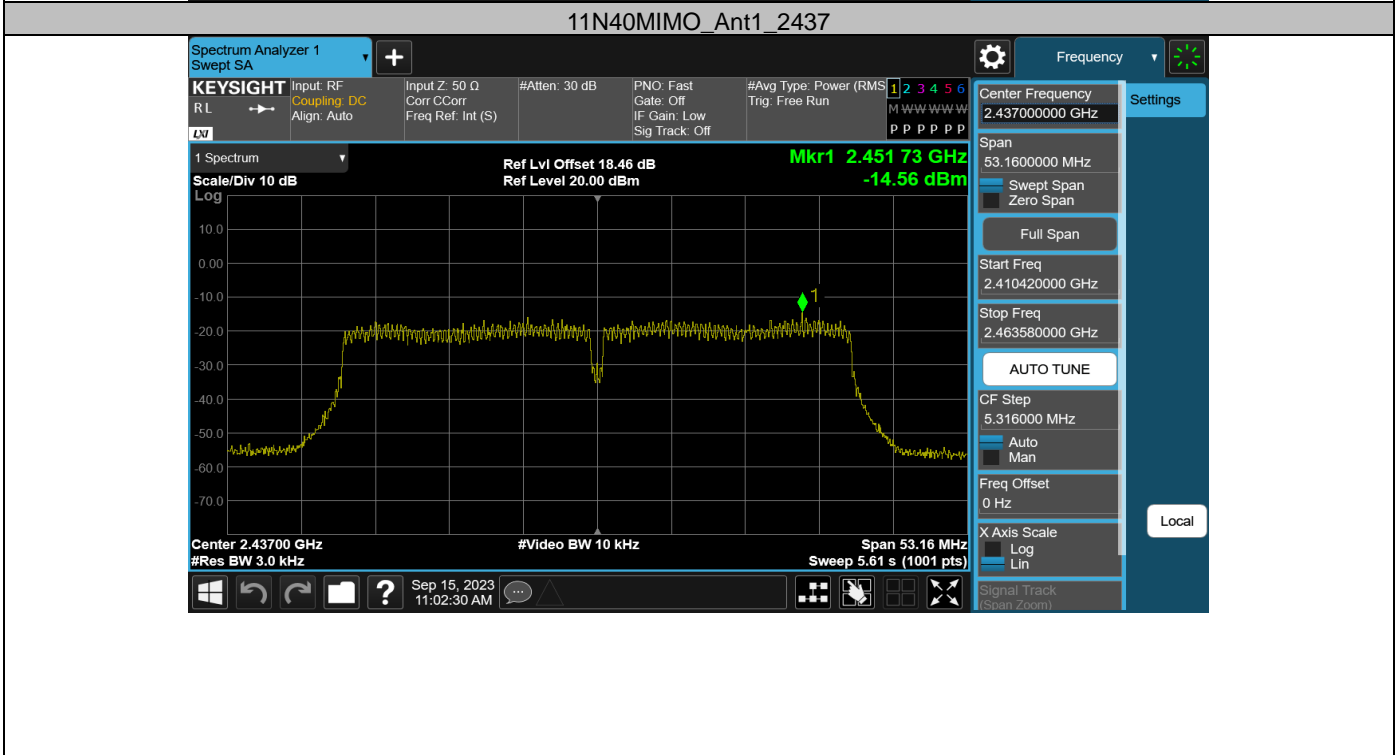 11N40MIMO_Ant1_2437
Spectrum Analyzer 1
Swept SA
+
Frequency
KEYSIGHT
R L
LXI
Input: RF
Coupling: DC
Align: Auto
Input Z: 50 Ω
Corr CCorr
Freq Ref: Int (S)
#Atten: 30 dB
PNO: Fast
Gate: Off
IF Gain: Low
Sig Track: Off
#Avg Type: Power (RMS
Trig: Free Run
1 2 3 4 5 6
M W W W W W
P P P P P P
1 Spectrum
Scale/Div 10 dB
Log
Ref Lvl Offset 18.46 dB
Ref Level 20.00 dBm
Mkr1 2.451 73 GHz
-14.56 dBm
10.0
0.00
-10.0
-20.0
-30.0
-40.0
-50.0
-60.0
-70.0
1
Center 2.43700 GHz
#Res BW 3.0 kHz
#Video BW 10 kHz
Span 53.16 MHz
Sweep 5.61 s (1001 pts)
Center Frequency
2.437000000 GHz
Settings
Span
53.1600000 MHz
Swept Span
Zero Span
Full Span
Start Freq
2.410420000 GHz
Stop Freq
2.463580000 GHz
AUTO TUNE
CF Step
5.316000 MHz
Auto
Man
Freq Offset
0 Hz
X Axis Scale
Log
Lin
Local
Signal Track
(Span Zoom)
?
Sep 15, 2023
11:02:30 AM